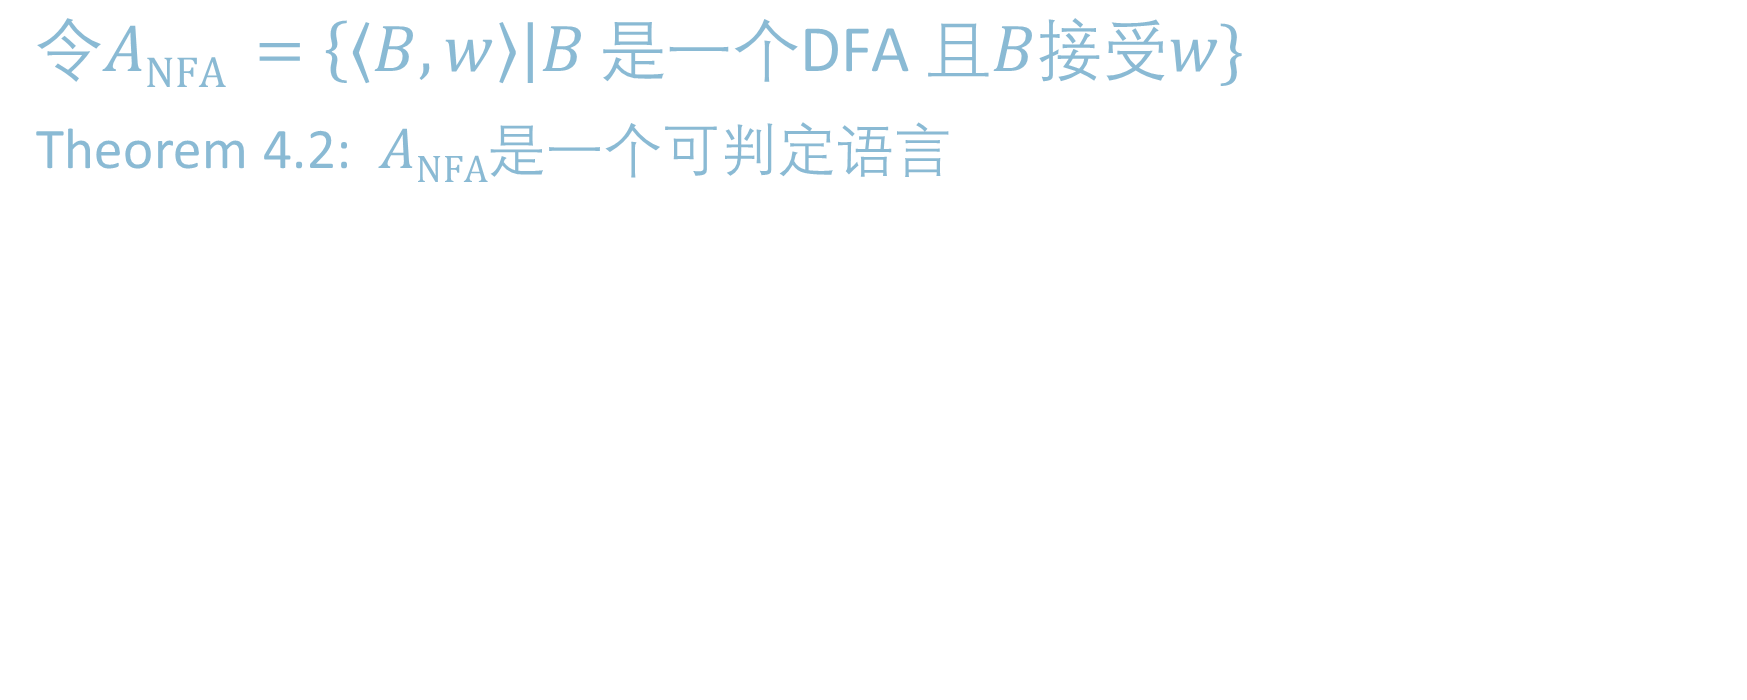 令A_NFA = {⟨B, w⟩|B 是一个DFA 且B接受w}
Theorem 4.2: A_NFA是一个可判定语言